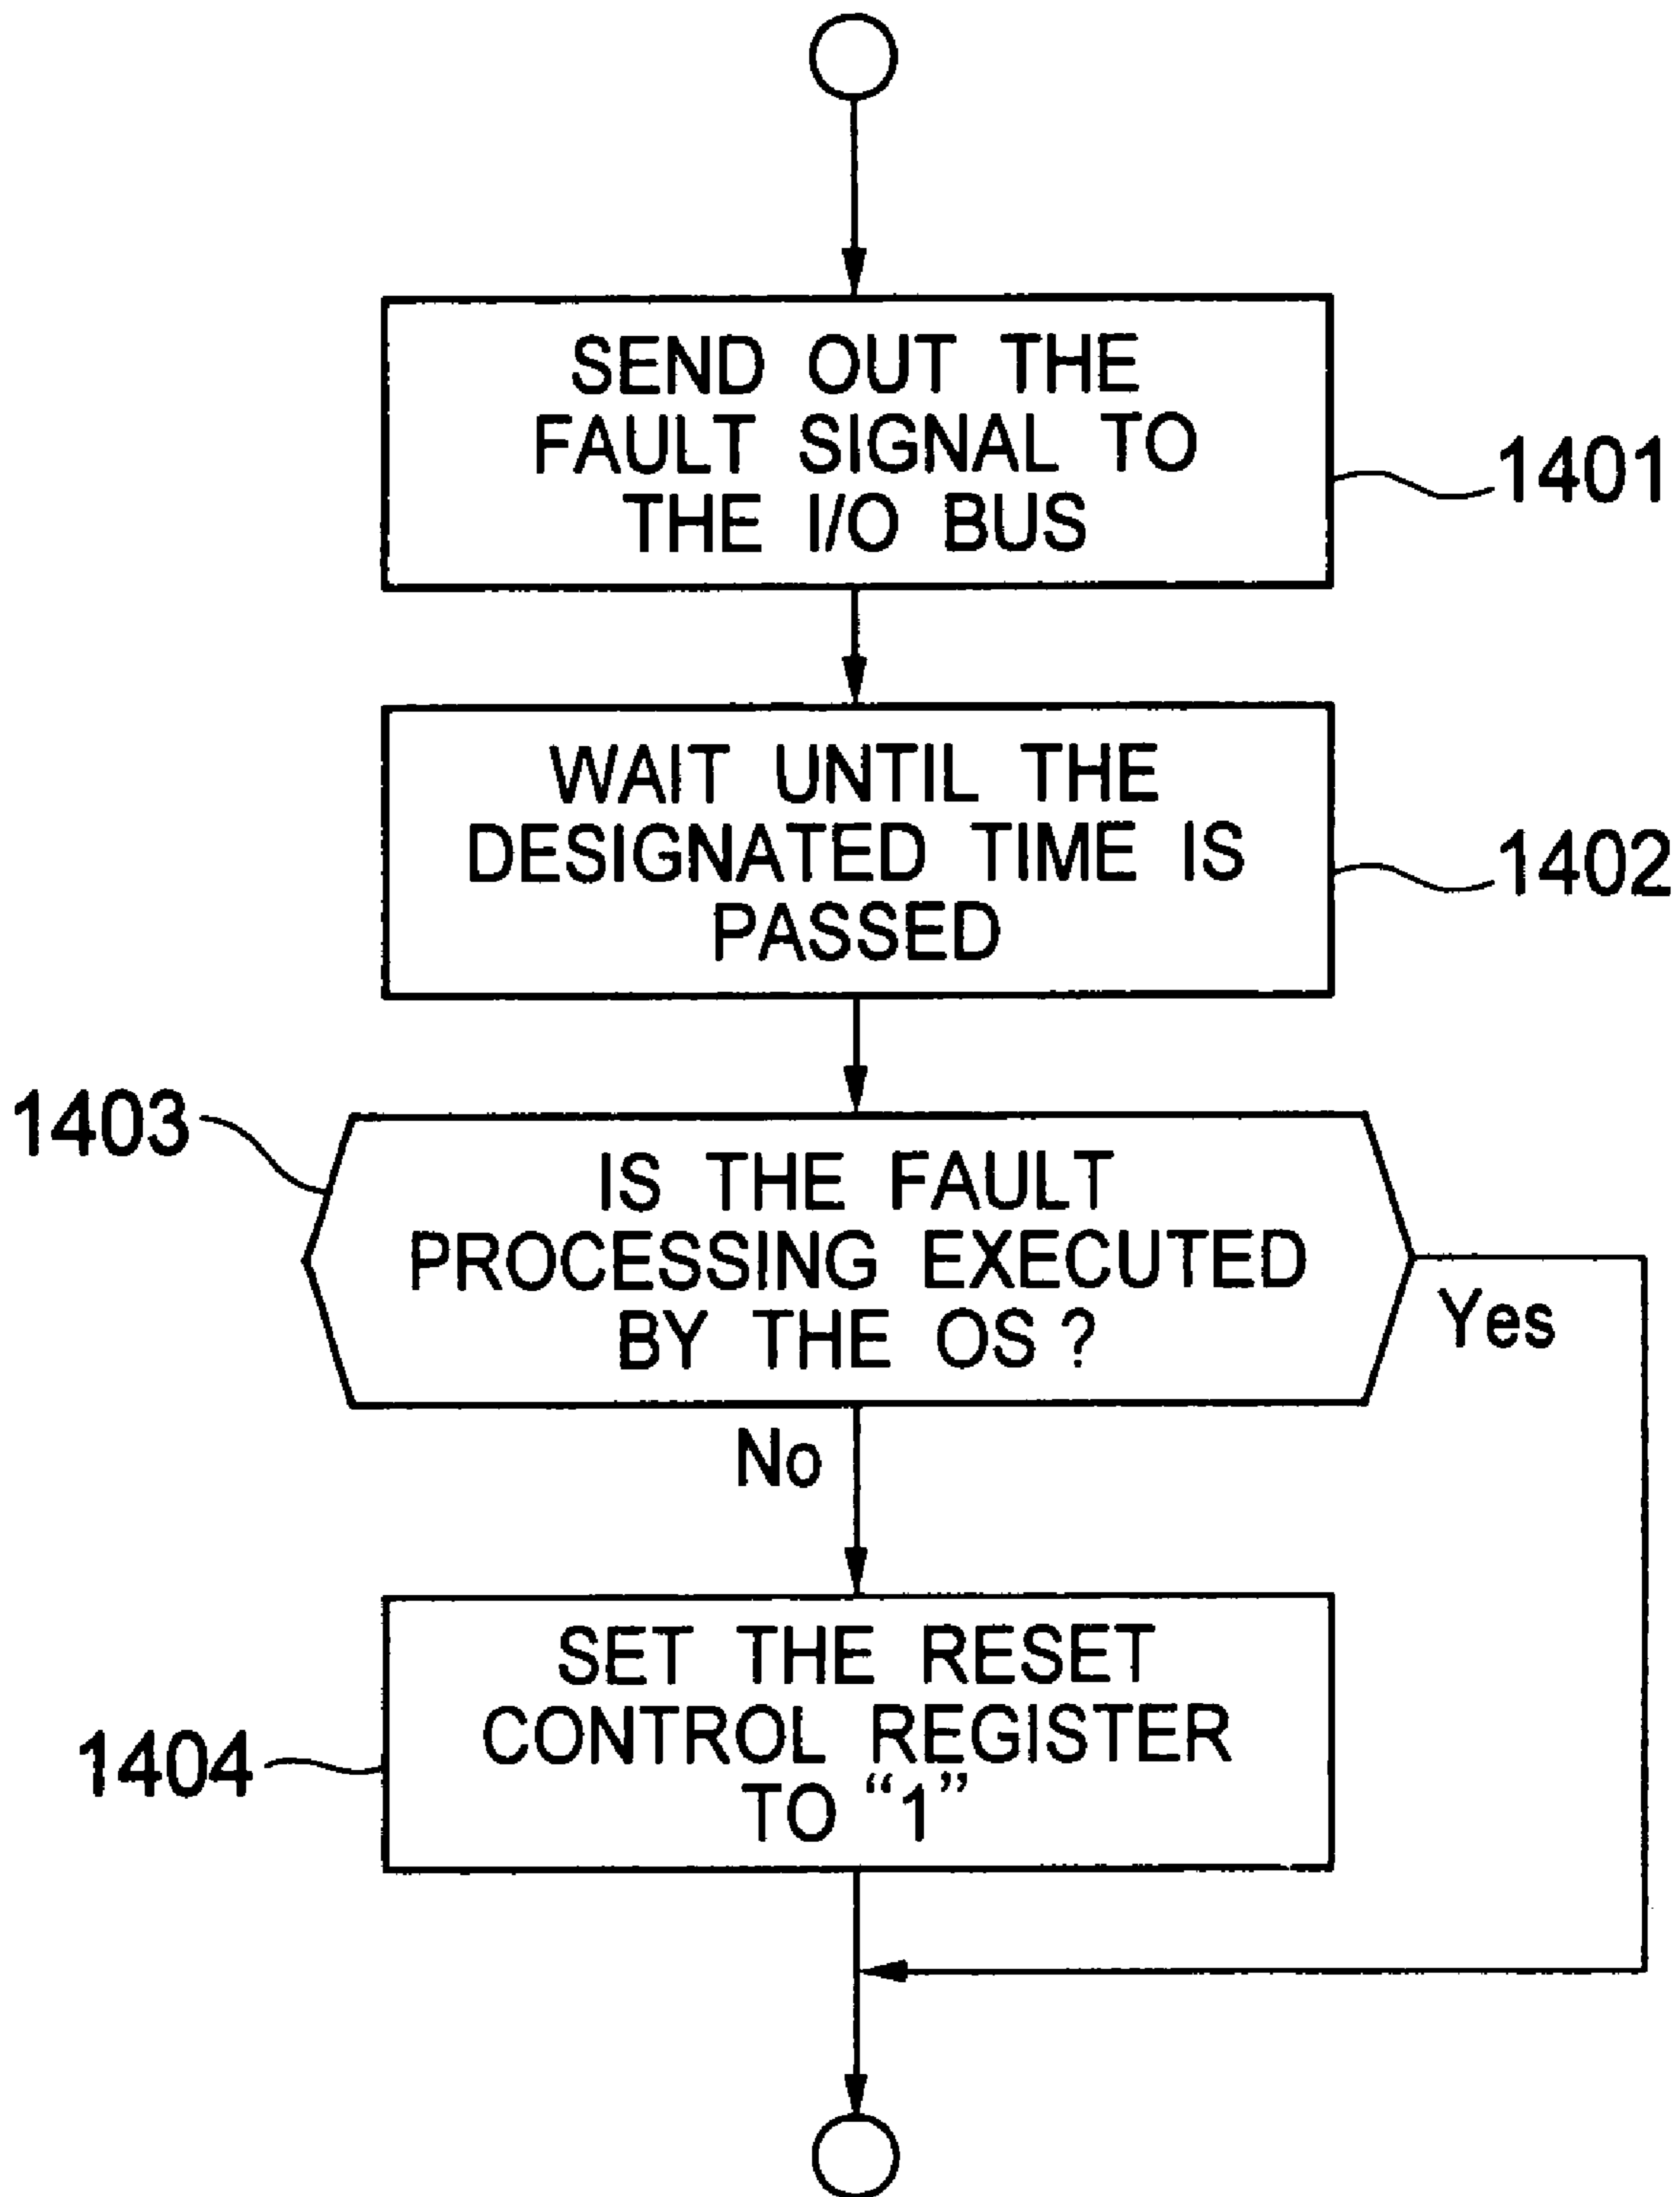 SEND OUT THE
FAULT SIGNAL TO
THE I/O BUS
1401
WAIT UNTIL THE
DESIGNATED TIME IS
PASSED
1402
1403
IS THE FAULT
PROCESSING EXECUTED
BY THE OS ?
Yes
No
SET THE RESET
CONTROL REGISTER
TO “1”
1404